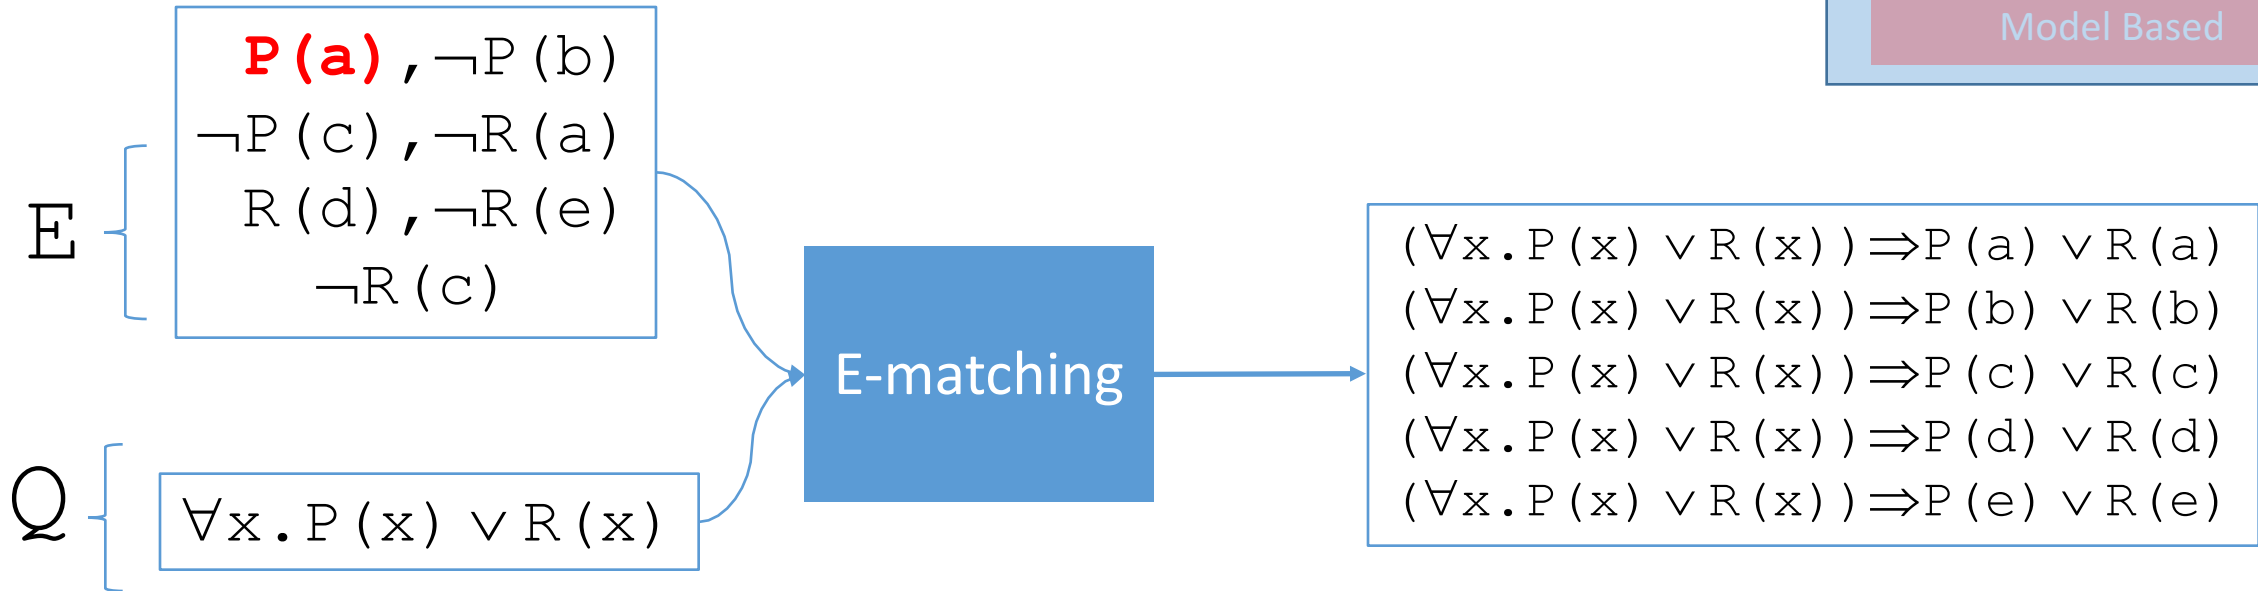 Model Based
P(a),¬P(b)
¬P(c),¬R(a)
R(d),¬R(e)
¬R(c)
E
E-matching
(∀x.P(x)∨R(x))⇒P(a)∨R(a)
(∀x.P(x)∨R(x))⇒P(b)∨R(b)
(∀x.P(x)∨R(x))⇒P(c)∨R(c)
(∀x.P(x)∨R(x))⇒P(d)∨R(d)
(∀x.P(x)∨R(x))⇒P(e)∨R(e)
Q
∀x.P(x)∨R(x)